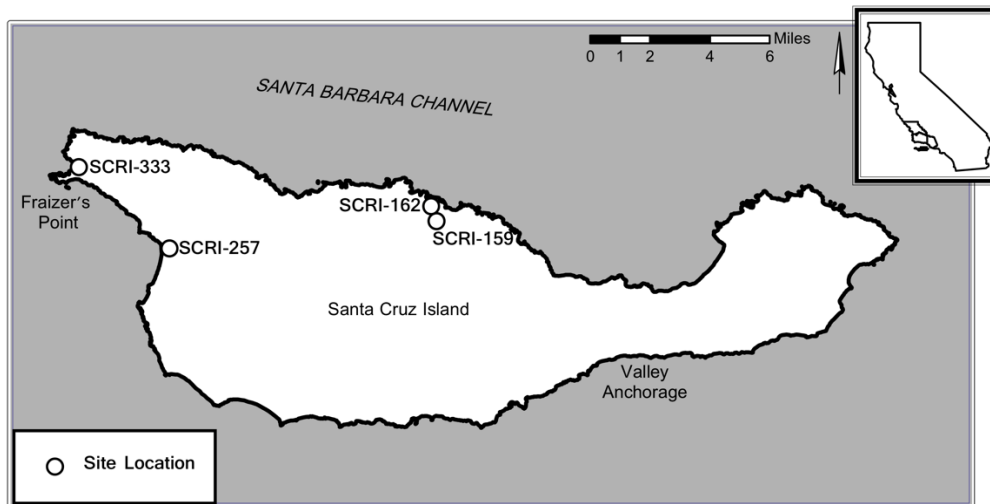 Miles
0 1 2 4 6
SANTA BARBARA CHANNEL
SCRI-333
Fraizer's
Point
SCRI-162
SCRI-159
SCRI-257
Santa Cruz Island
Valley
Anchorage
Site Location